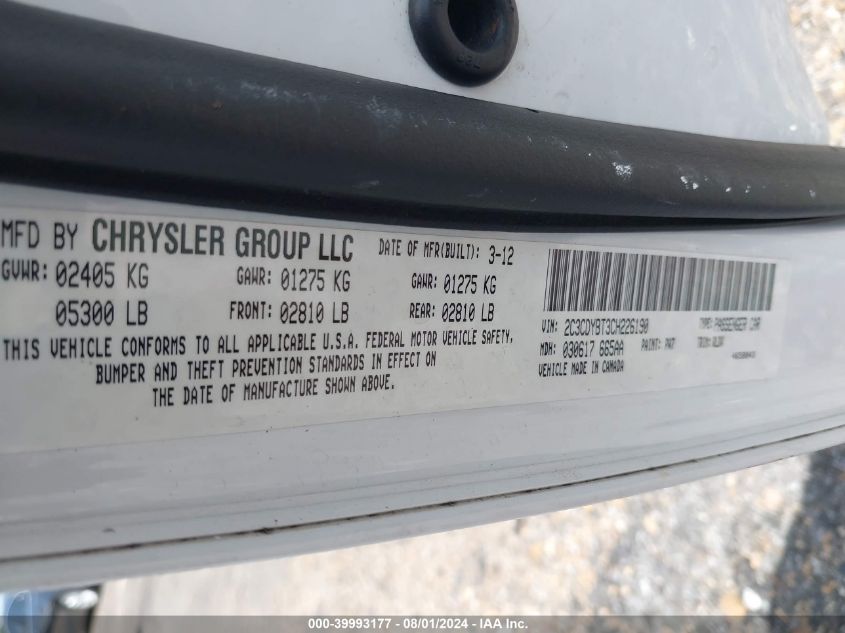 MFD BY CHRYSLER GROUP LLC DATE OF MFR(BUILT): 3-12
GVWR: 02405 KG GAWR: 01275 KG GAWR: 01275 KG
05300 LB FRONT: 02810 LB REAR: 02810 LB
THIS VEHICLE CONFORMS TO ALL APPLICABLE U.S.A. FEDERAL MOTOR VEHICLE SAFETY,
BUMPER AND THEFT PREVENTION STANDARDS IN EFFECT ON
THE DATE OF MANUFACTURE SHOWN ABOVE.
VIN: 2C3CDYBT3CH226190 TYPE: PASSENGER CAR
MDH: 030617 665AA PAINT: PW7 TRIM:
VEHICLE MADE IN CANADA
000-39993177 - 08/01/2024 - IAA Inc.